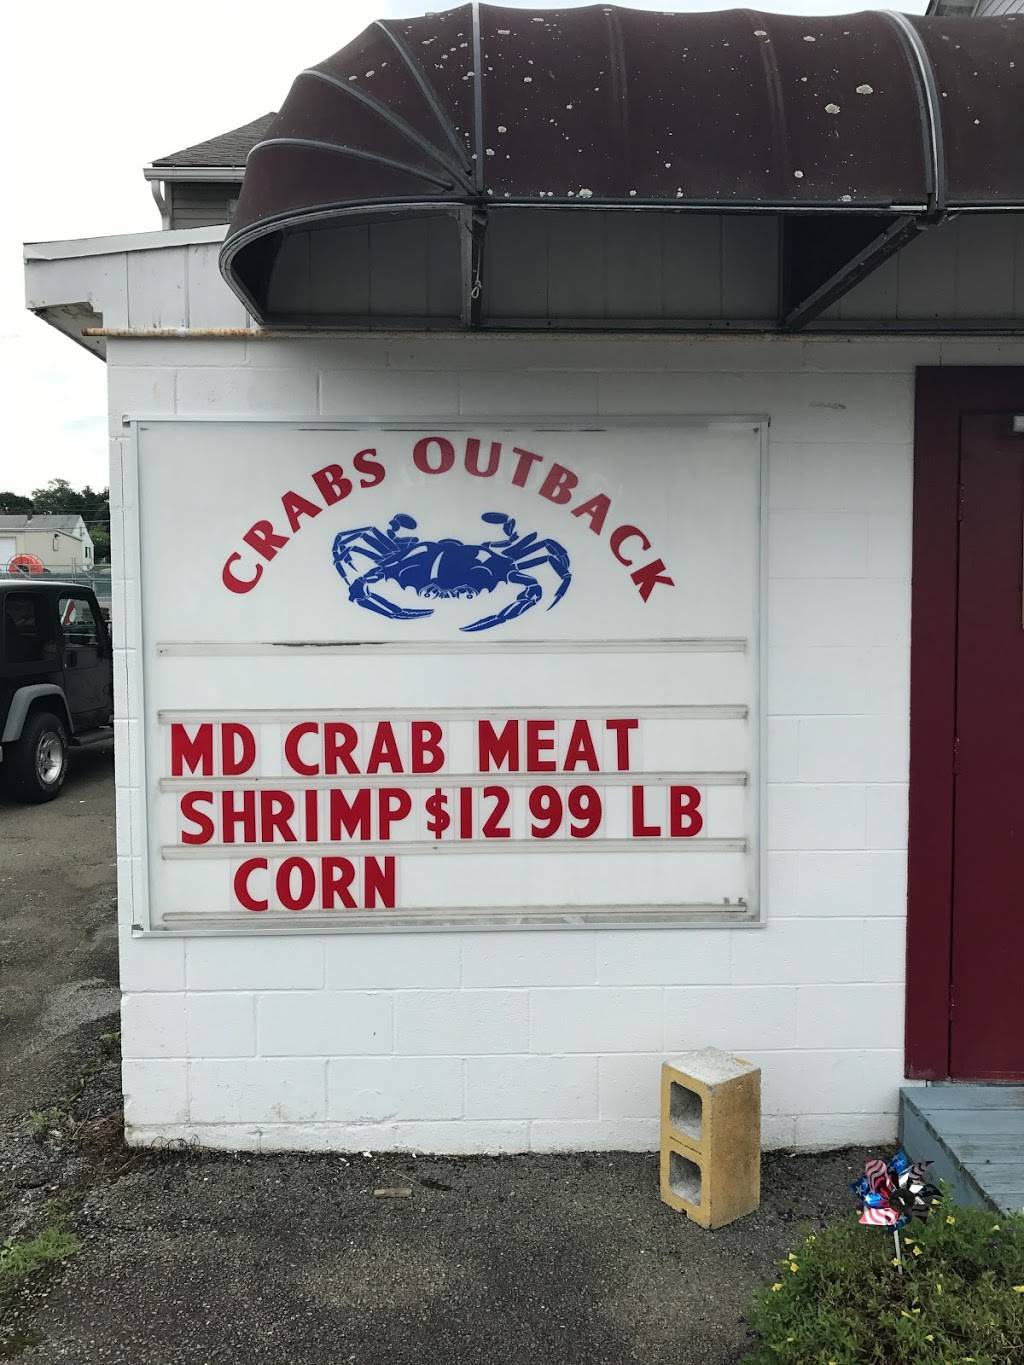 CRABS OUTBACK
MD CRAB MEAT
SHRIMP $12 99 LB
CORN